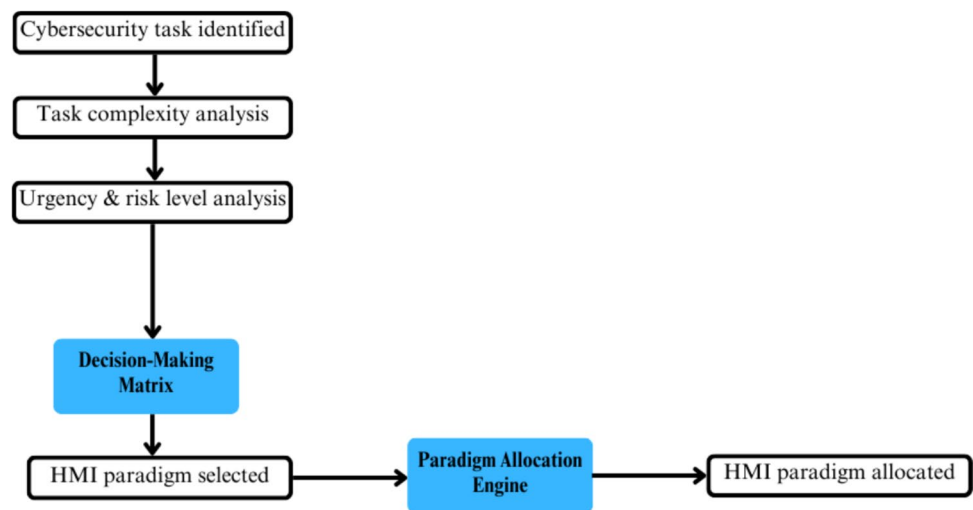 Cybersecurity task identified
Task complexity analysis
Urgency & risk level analysis
Decision-Making
Matrix
HMI paradigm selected
Paradigm Allocation
Engine
HMI paradigm allocated